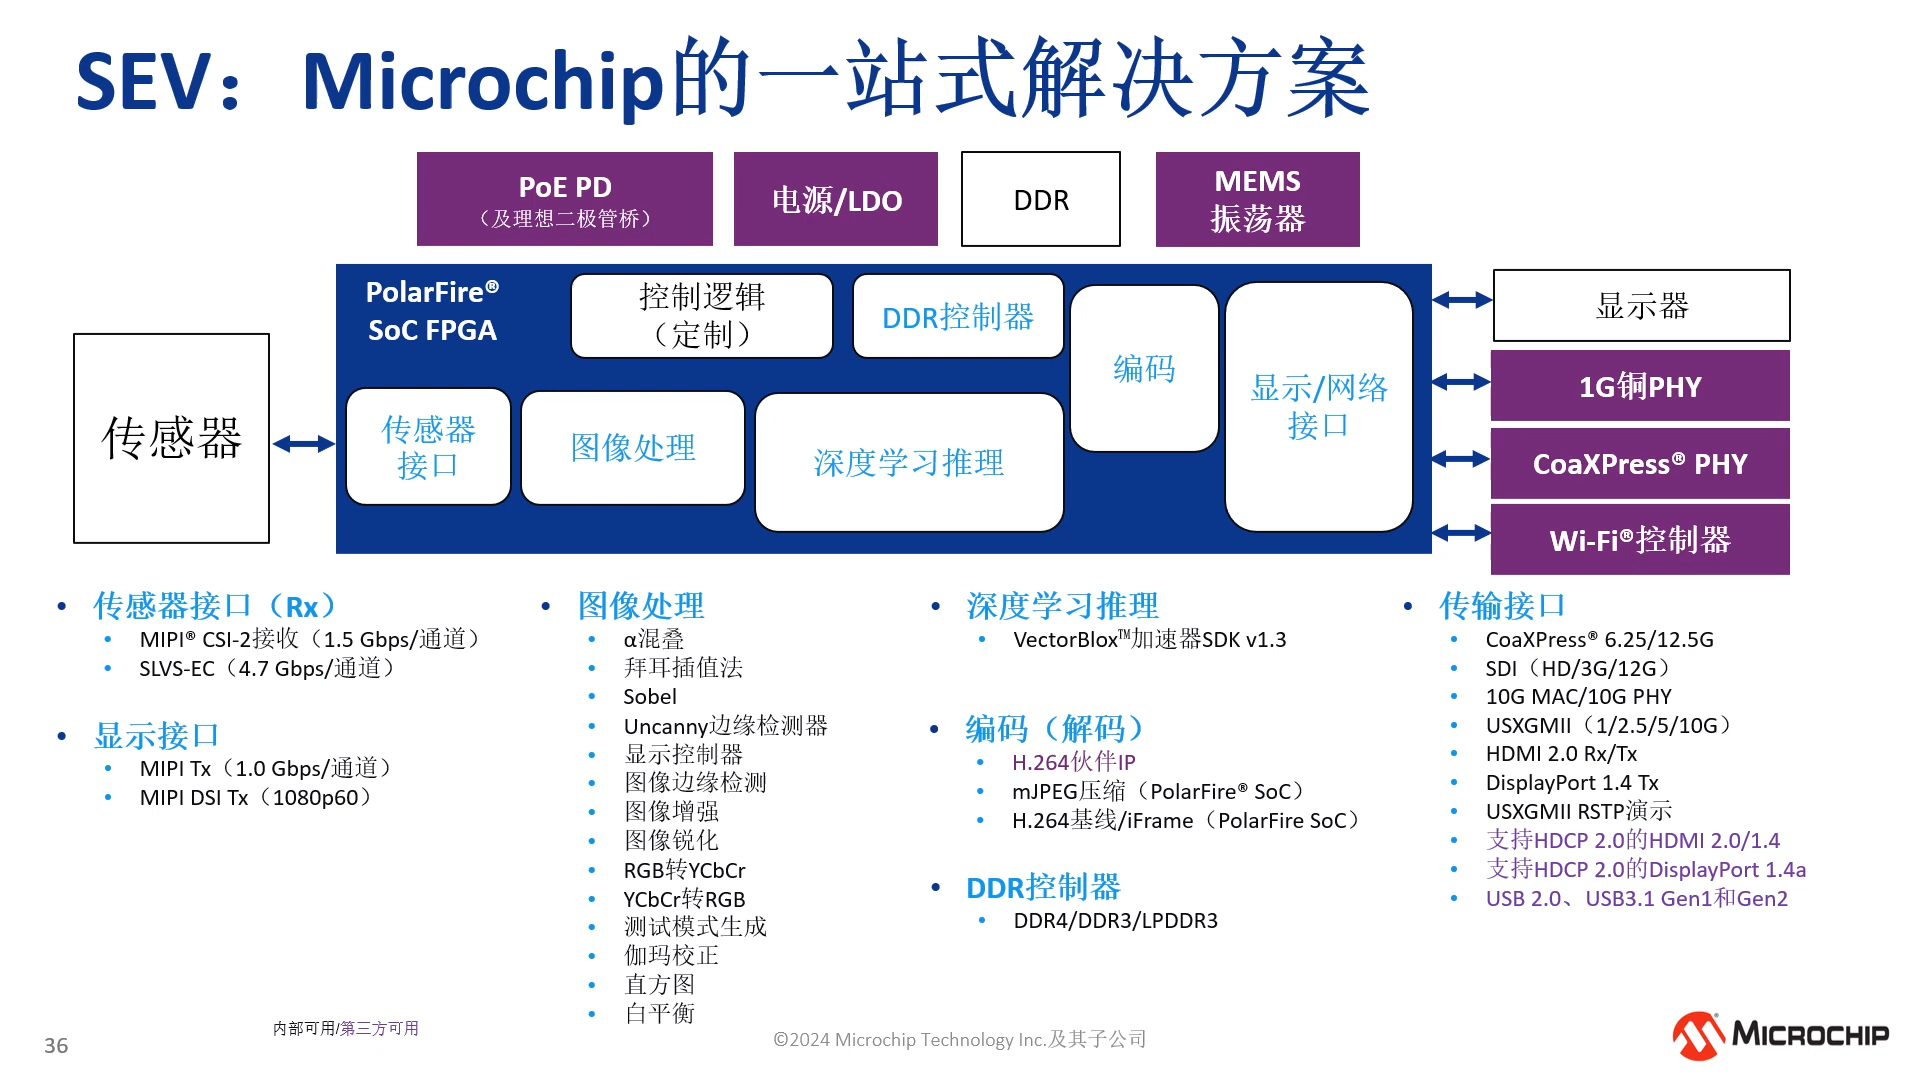 SEV：Microchip的一站式解决方案
PoE PD
（及理想二极管桥）
电源/LDO
DDR
MEMS
振荡器
PolarFire®
SoC FPGA
控制逻辑
（定制）
DDR控制器
编码
显示/网络
接口
传感器
传感器
接口
图像处理
深度学习推理
显示器
1G铜PHY
CoaXPress® PHY
Wi-Fi®控制器
• 传感器接口（Rx）
• MIPI® CSI-2接收（1.5 Gbps/通道）
• SLVS-EC（4.7 Gbps/通道）
• 显示接口
• MIPI Tx（1.0 Gbps/通道）
• MIPI DSI Tx（1080p60）
• 图像处理
• α混叠
• 拜耳插值法
• Sobel
• Uncanny边缘检测器
• 显示控制器
• 图像边缘检测
• 图像增强
• 图像锐化
• RGB转YCbCr
• YCbCr转RGB
• 测试模式生成
• 伽玛校正
• 直方图
• 白平衡
• 深度学习推理
• VectorBlox™加速器SDK v1.3
• 编码（解码）
• H.264伙伴IP
• mJPEG压缩（PolarFire® SoC）
• H.264基线/iFrame（PolarFire SoC）
• DDR控制器
• DDR4/DDR3/LPDDR3
• 传输接口
• CoaXPress® 6.25/12.5G
• SDI（HD/3G/12G）
• 10G MAC/10G PHY
• USXGMII（1/2.5/5/10G）
• HDMI 2.0 Rx/Tx
• DisplayPort 1.4 Tx
• USXGMII RSTP演示
• 支持HDCP 2.0的HDMI 2.0/1.4
• 支持HDCP 2.0的DisplayPort 1.4a
• USB 2.0、USB3.1 Gen1和Gen2
内部可用/第三方可用
36
©2024 Microchip Technology Inc.及其子公司
MICROCHIP